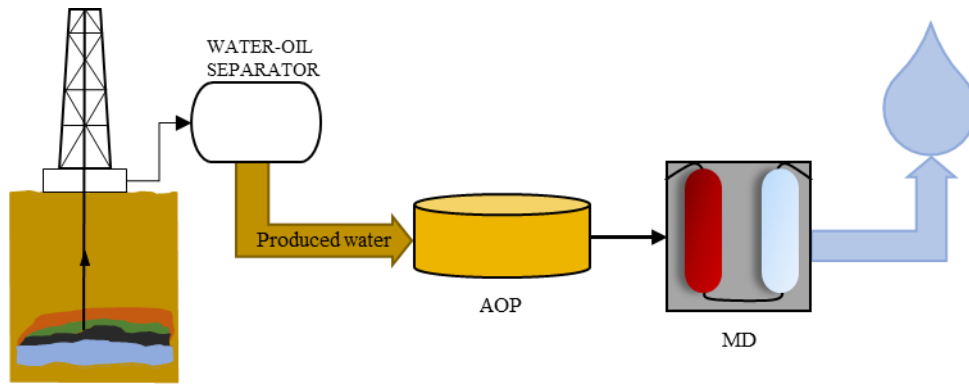 WATER-OIL
SEPARATOR
Produced water
AOP
MD